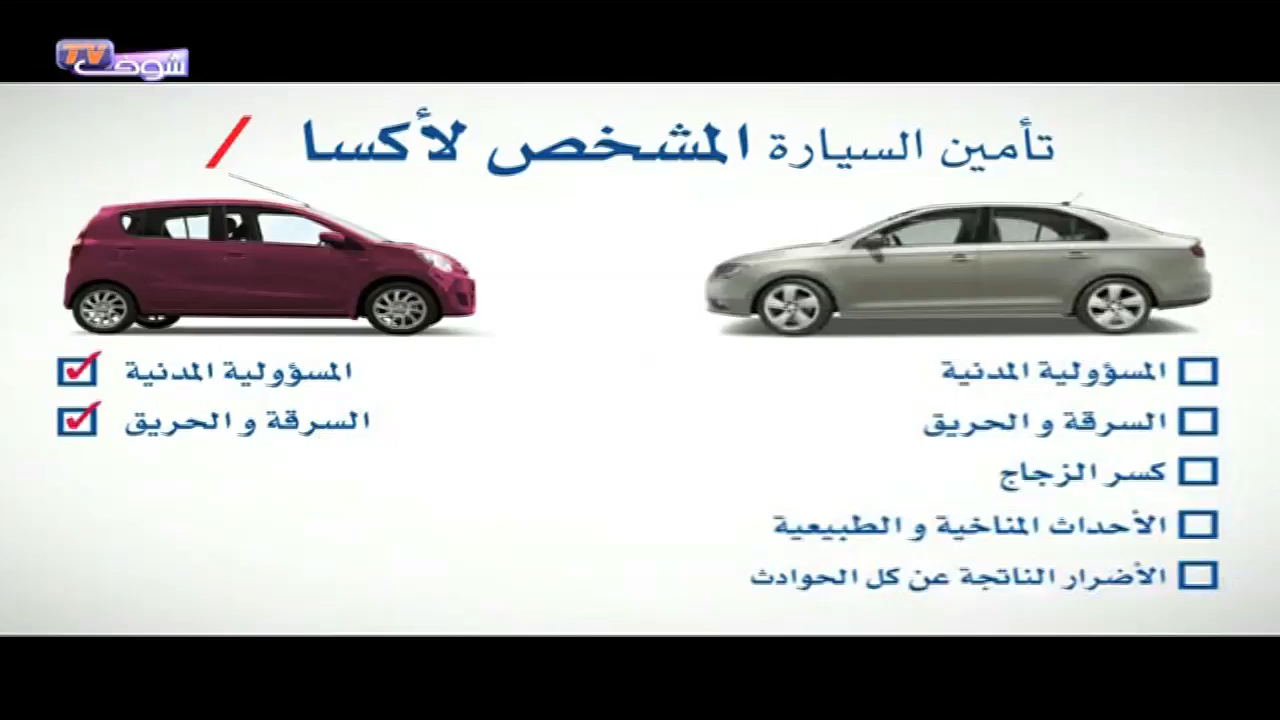 شوف TV
تأمين السيارة المشخص لأكسا /
المسؤولية المدنية
السرقة و الحريق
كسر الزجاج
الأحداث المناخية و الطبيعية
الأضرار الناتجة عن كل الحوادث
المسؤولية المدنية
السرقة و الحريق